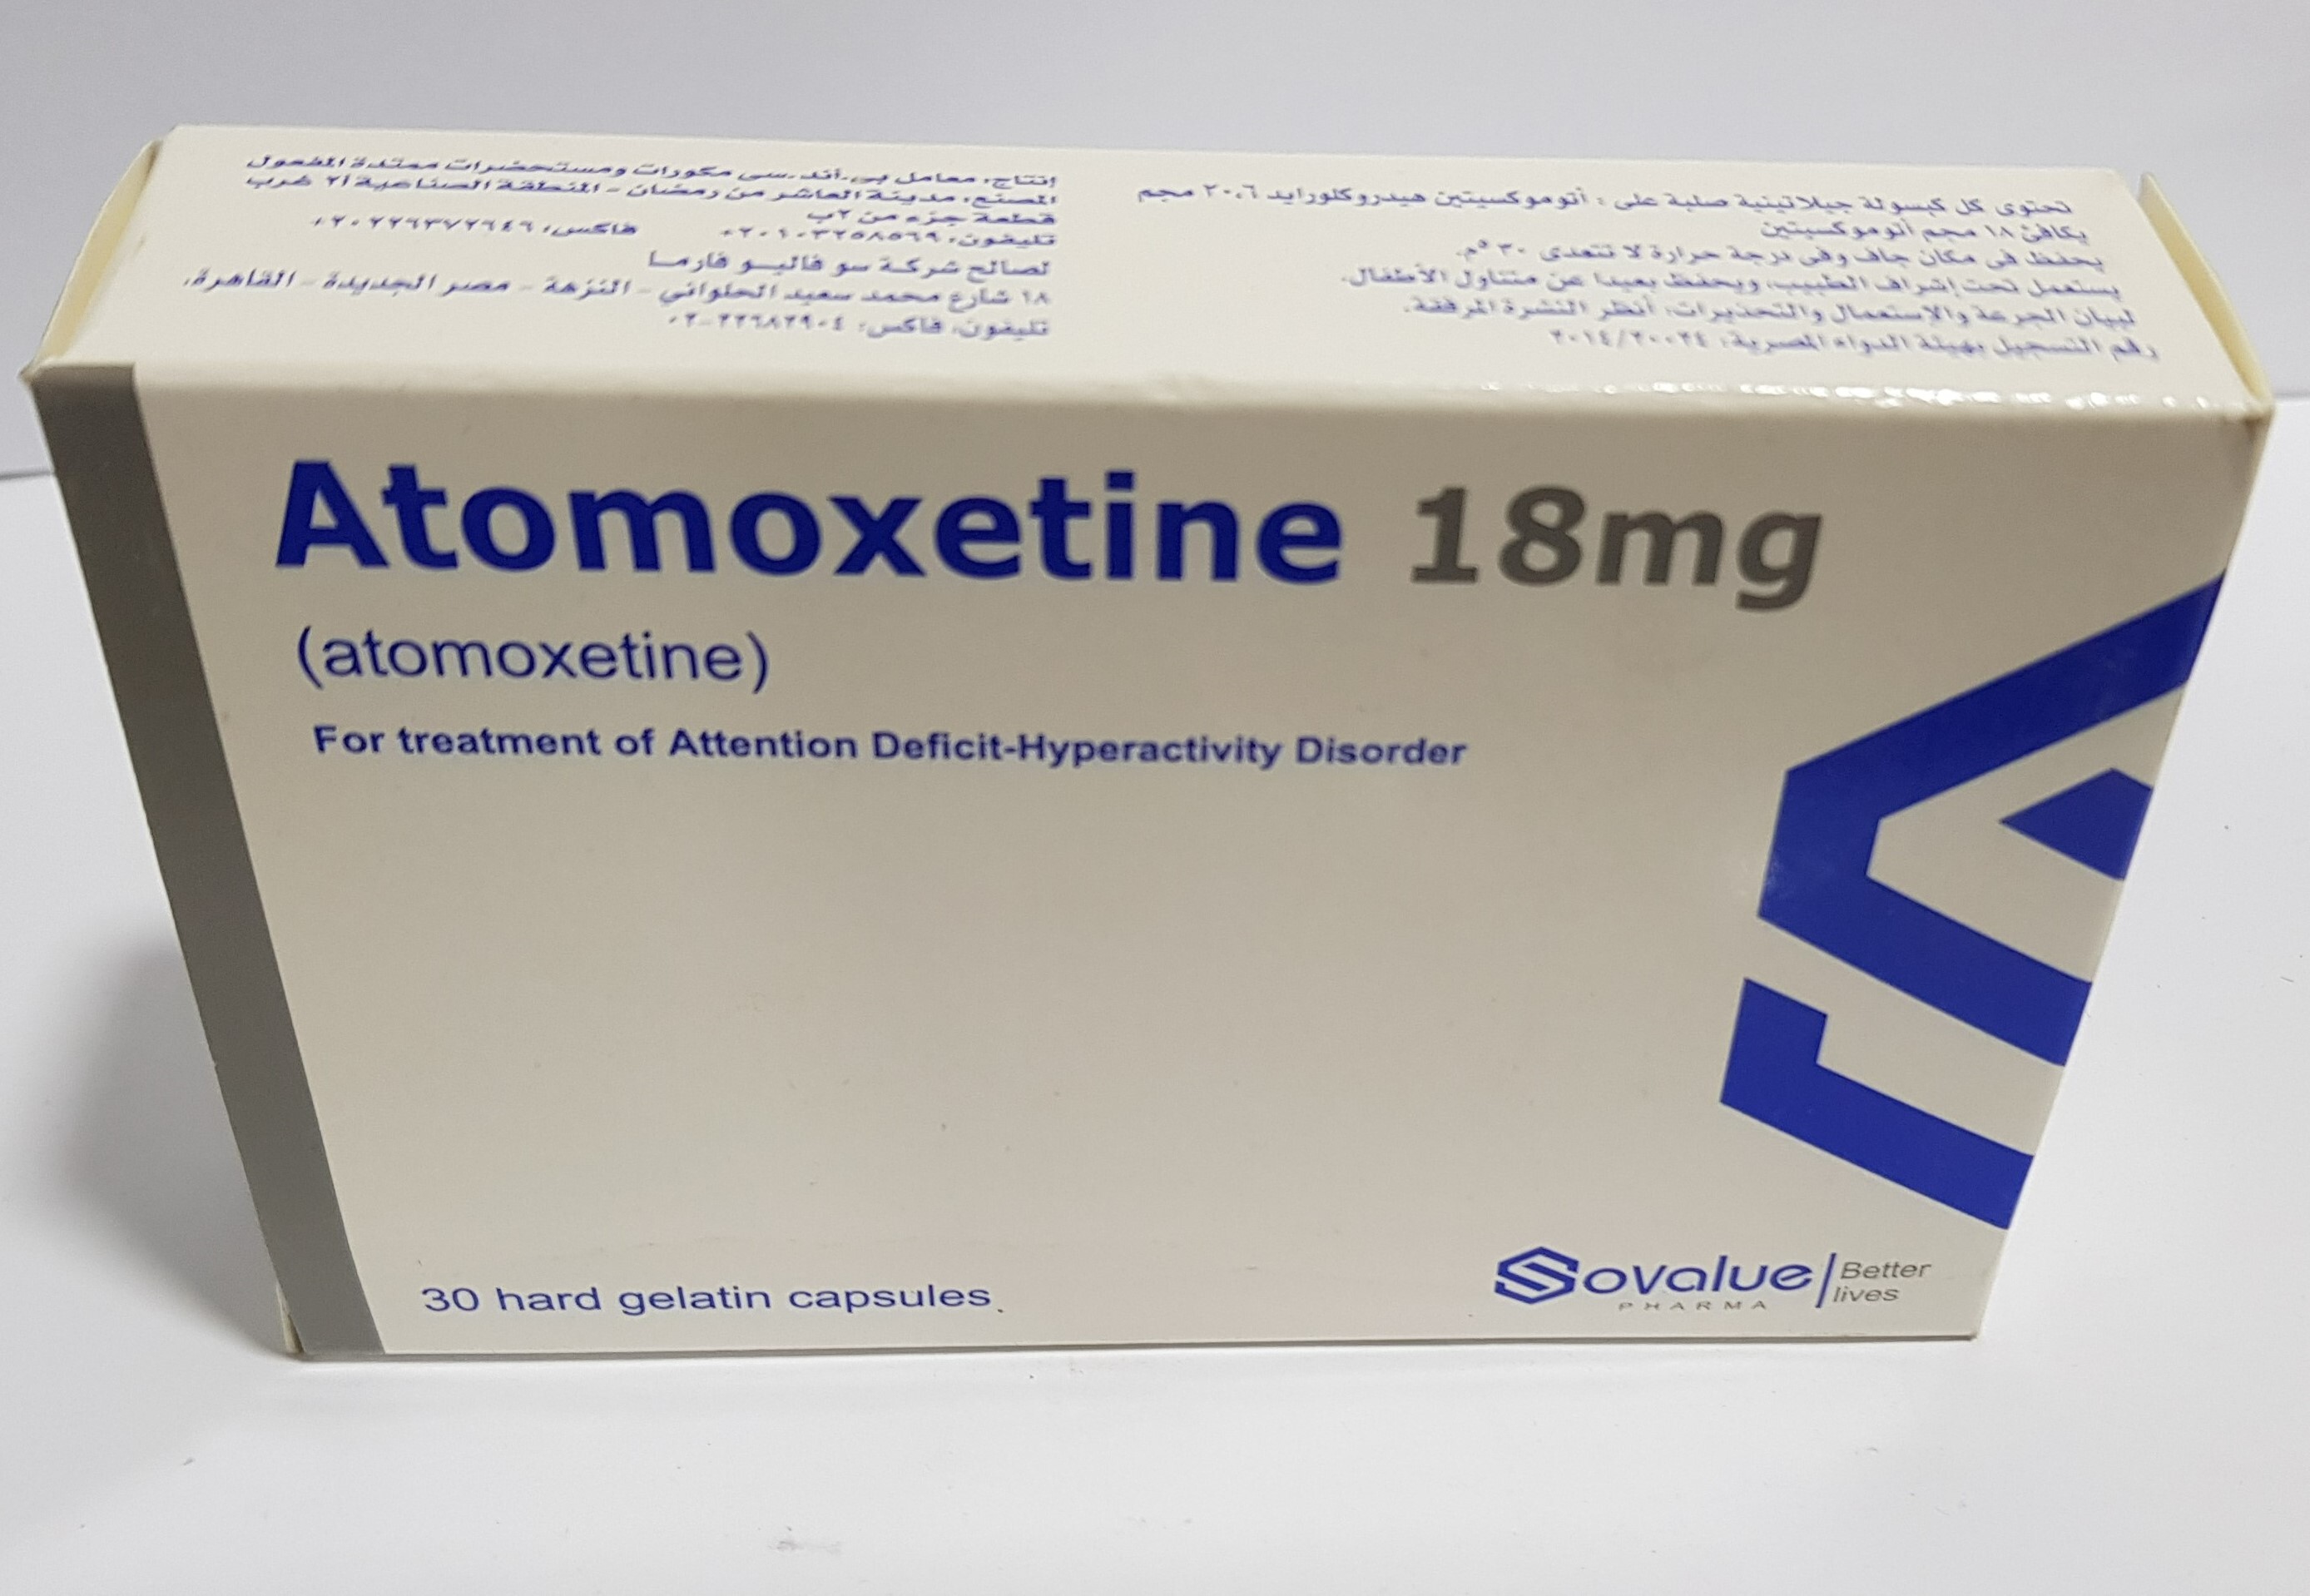 تحتوى كل كبسولة جيلاتينية صلبة على : أتوموكسيتين هيدروكلورايد ٢٠،٦ مجم
يكافئ ١٨ مجم أتوموكسيتين
يحفظ فى مكان جاف وفى درجة حرارة لا تتعدى ٣٠ °م.
يستعمل تحت إشراف الطبيب، ويحفظ بعيدا عن متناول الأطفال.
لبيان الجرعة والإستعمال والتحذيرات، أنظر النشرة المرفقة.
رقم التسجيل بهيئة الدواء المصرية: ٢٠١٤/٣٠٠٢٤
إنتاج: معامل بى.أند.سى مكورات ومستحضرات ممتدة المفعول
المصنع: مدينة العاشر من رمضان - المنطقة الصناعية أ٢ غرب
قطعة جزء من ٢ب
تليفون: ٢٠١٠٣٢٥٨٥٦٩+ فاكس: ٢٠٢٢٦٣٧٢٦٤٦+
لصالح شركة سو فاليو فارما
١٨ شارع محمد سعيد الحلوانى - النزهة - مصر الجديدة - القاهرة.
تليفون، فاكس: ٢٢٦٨٢٩٠٤-٠٢
Atomoxetine 18mg
(atomoxetine)
For treatment of Attention Deficit-Hyperactivity Disorder
30 hard gelatin capsules.
Sovalue Better
PHARMA lives